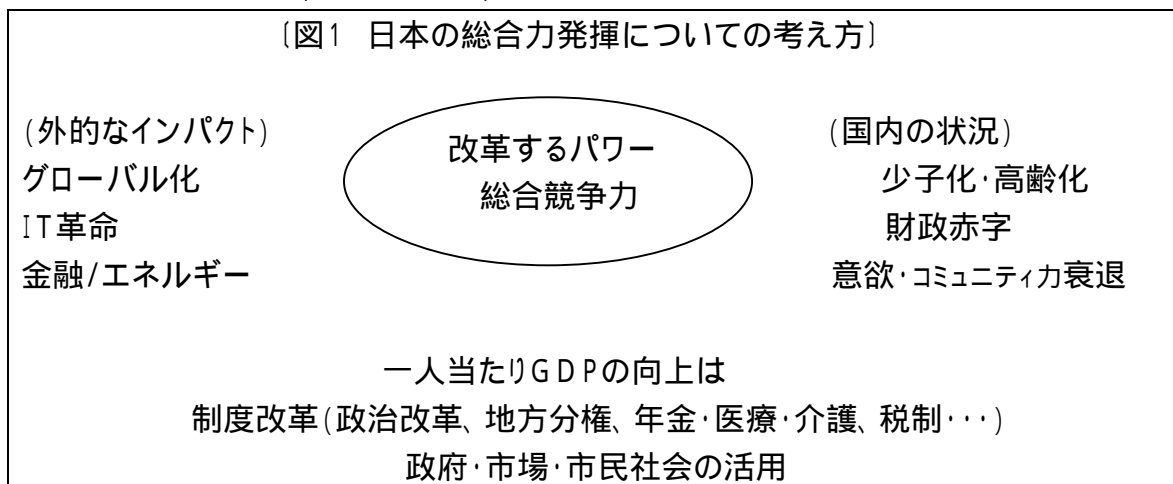 〔図1 日本の総合力発揮についての考え方〕
(外的なインパクト)
グローバル化
IT革命
金融/エネルギー
改革するパワー
総合競争力
(国内の状況)
少子化・高齢化
財政赤字
意欲・コミュニティ力衰退
一人当たりGDPの向上は
制度改革(政治改革、地方分権、年金・医療・介護、税制・・・)
政府・市場・市民社会の活用